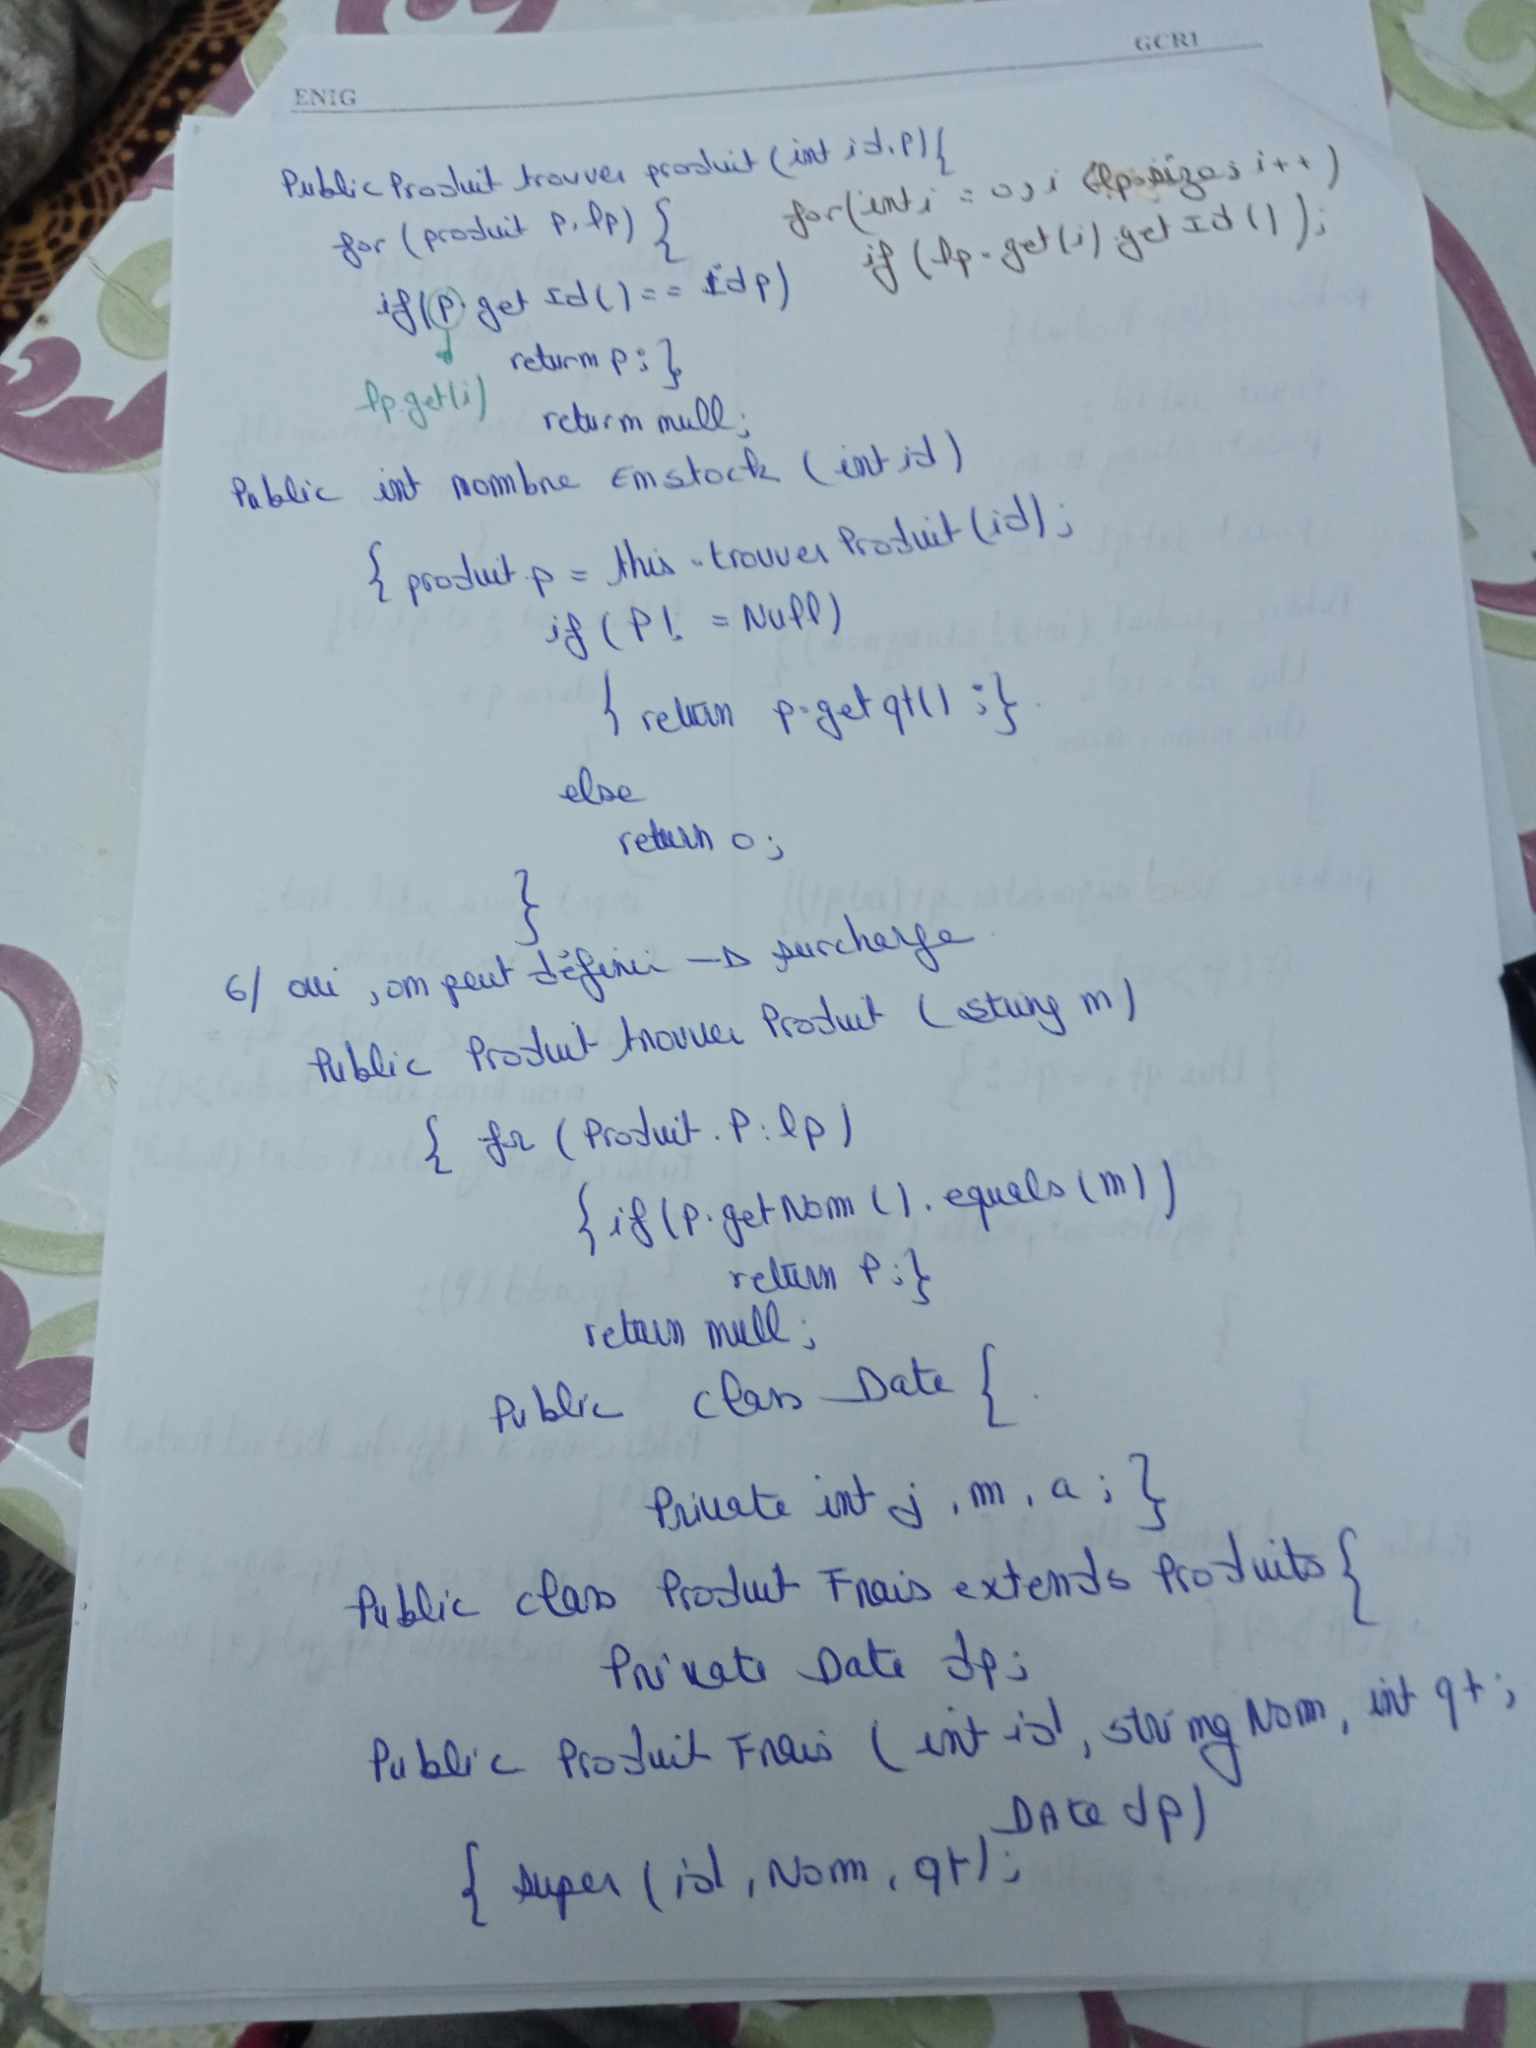 ENIG GCR1
Public Produit trouver produit (int id.p){
for (produit p: lp) { for(int i = 0; i < lp.size; i++)
if(p.get Id() == idp) if (lp.get(i).get Id());
return p; }
lp.get(i)
return null;
Public int nombre Enstock (int id)
{ produit p = this.trouver Produit (id);
if (P! = Null)
{ return p.get qt() ;}
else
return 0;
}
6/ oui, on peut définir → surcharge
Public Produit trouver Produit (string n)
{ for (Produit P: lp)
{ if (p.get Nom (). equals (n))
return P;}
return null;
Public class Date {
Private int j, m, a; }
Public class Produit Frais extends Produits {
Private Date dp;
Public Produit Frais (int id, string Nom, int qt;
DAte dp)
{ super (id, Nom, qt);